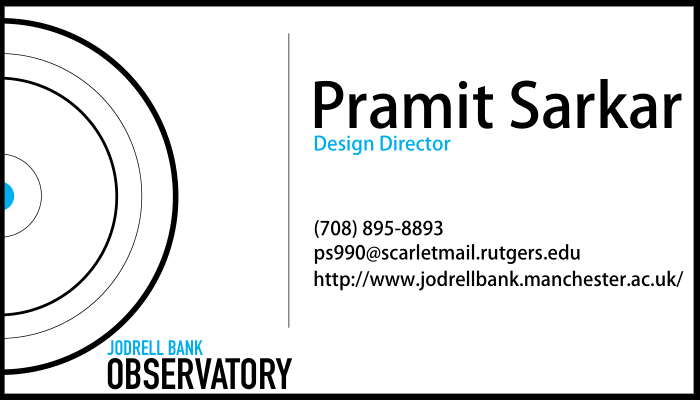 Pramit Sarkar
Design Director
(708) 895-8893
ps990@scarletmail.rutgers.edu
http://www.jodrellbank.manchester.ac.uk/
JODRELL BANK
OBSERVATORY